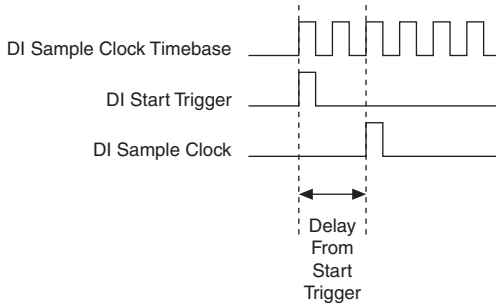 DI Sample Clock Timebase
DI Start Trigger
DI Sample Clock
Delay
From
Start
Trigger